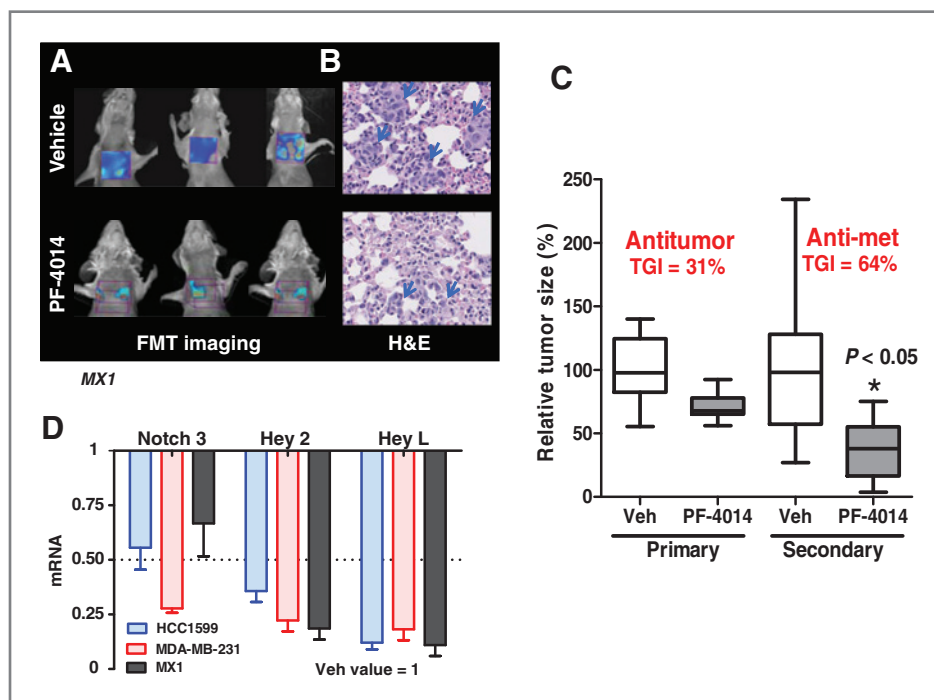 A
B
Vehicle
PF-4014
FMT imaging
H&E
MX1
C
Relative tumor size (%)
250
200
150
100
50
0
Antitumor
TGI = 31%
Anti-met
TGI = 64%
P < 0.05
*
Veh
PF-4014
Veh
PF-4014
Primary
Secondary
D
Notch 3
Hey 2
Hey L
mRNA
1
0.75
0.50
0.25
0
HCC1599
MDA-MB-231
MX1
Veh value = 1